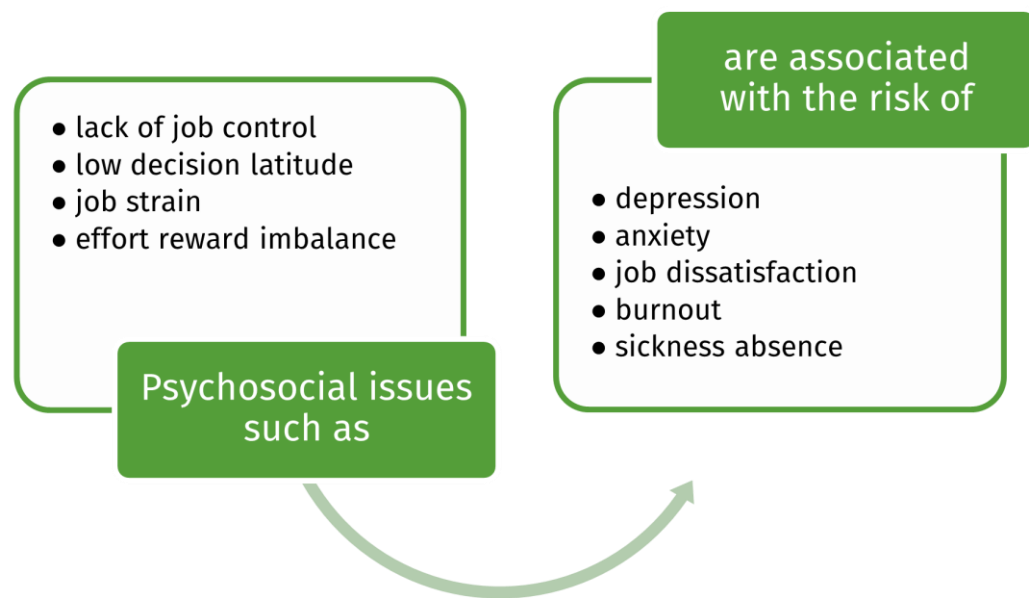 Psychosocial issues
such as
● lack of job control
● low decision latitude
● job strain
● effort reward imbalance
are associated
with the risk of
● depression
● anxiety
● job dissatisfaction
● burnout
● sickness absence